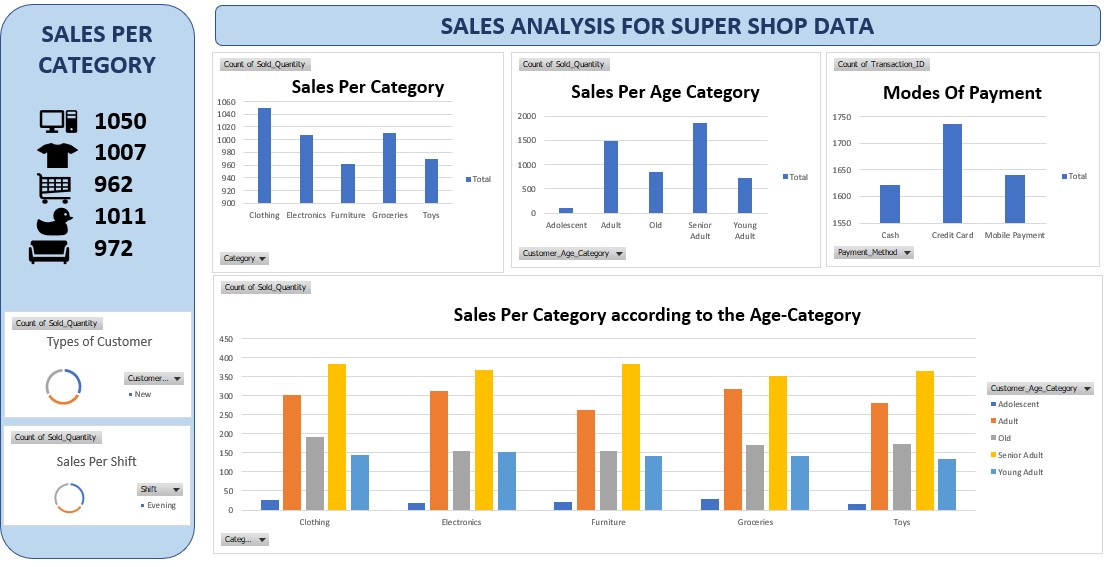 SALES PER
CATEGORY
1050
1007
962
1011
972
Count of Sold_Quantity
Types of Customer
Customer...
New
Count of Sold_Quantity
Sales Per Shift
Shift
Evening
SALES ANALYSIS FOR SUPER SHOP DATA
Count of Sold_Quantity
Sales Per Category
1060
1040
1020
1000
980
960
940
920
900
Clothing Electronics Furniture Groceries Toys
Total
Category
Count of Sold_Quantity
Sales Per Age Category
2000
1500
1000
500
0
Adolescent Adult Old Senior Adult Young Adult
Total
Customer_Age_Category
Count of Transaction_ID
Modes Of Payment
1750
1700
1650
1600
1550
Cash Credit Card Mobile Payment
Total
Payment_Method
Count of Sold_Quantity
Sales Per Category according to the Age-Category
450
400
350
300
250
200
150
100
50
0
Clothing Electronics Furniture Groceries Toys
Customer_Age_Category
Adolescent
Adult
Old
Senior Adult
Young Adult
Categ...